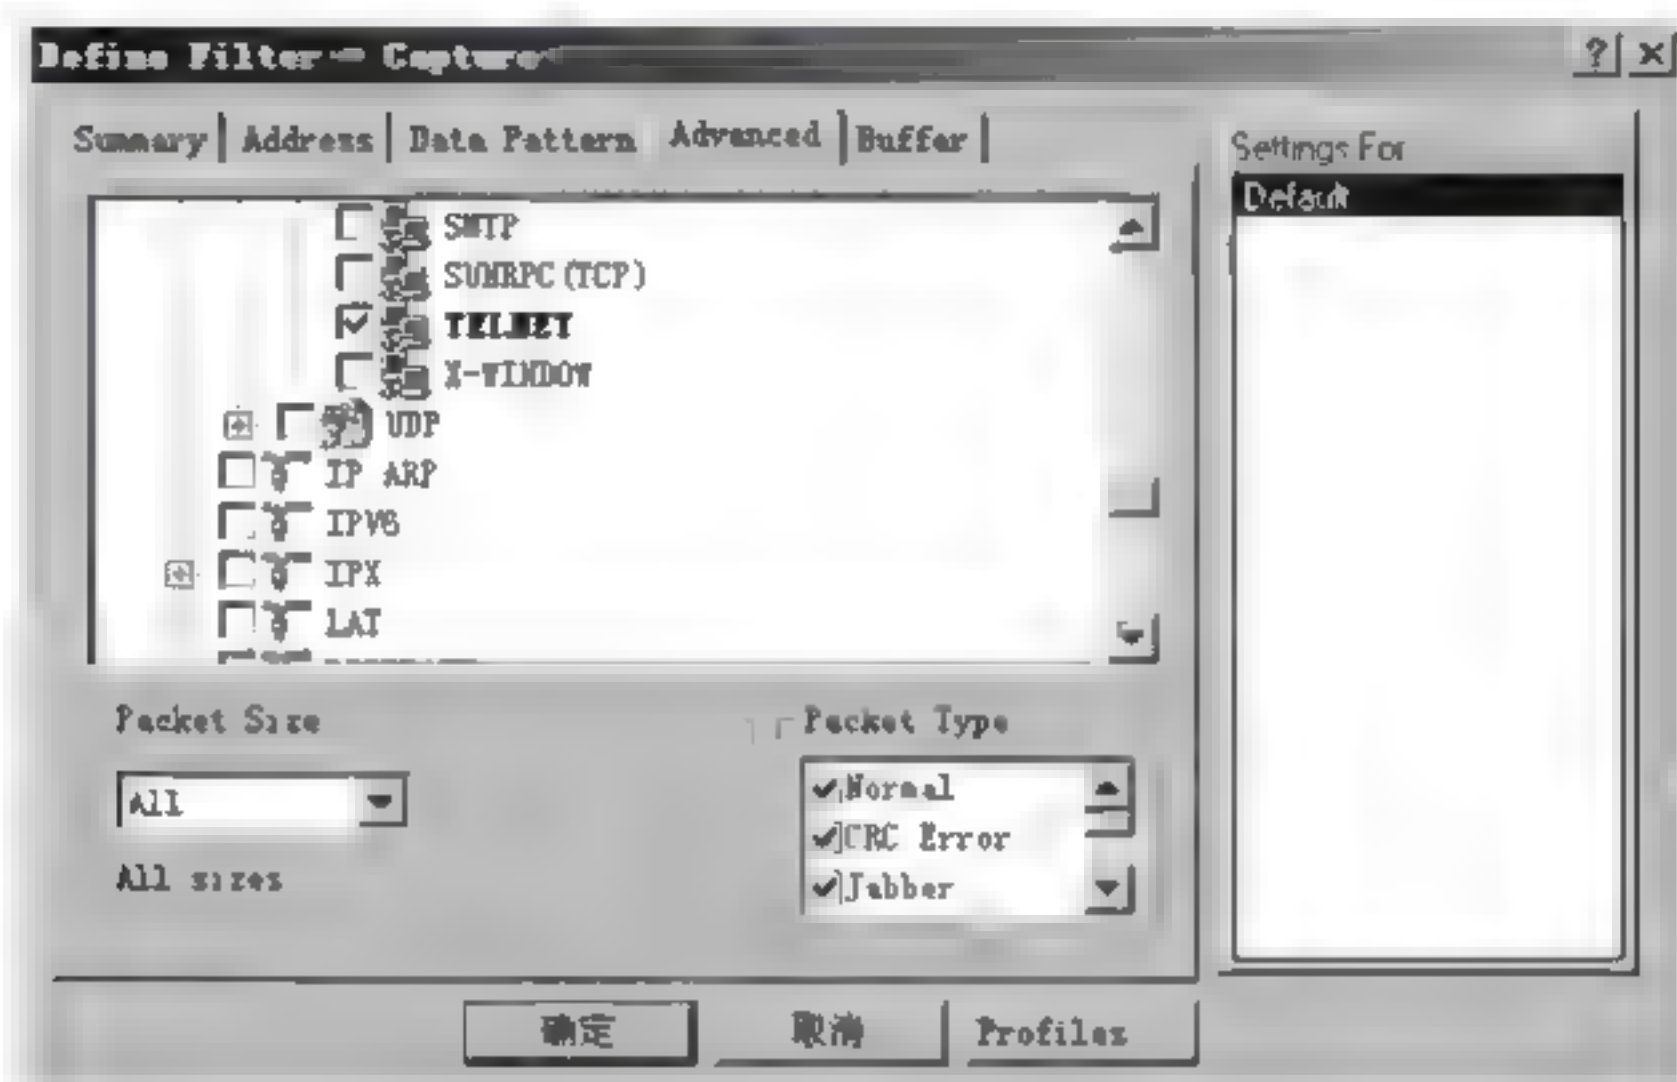 Define Filter - Capture
Summary Address Data Pattern Advanced Buffer
Settings For
Default
SMTP
SUNRPC(TCP)
TELNET
X-WINDOW
UDP
IP ARP
IPV6
IPX
LAT
Packet Size
Packet Type
All
Normal
CRC Error
All sizes
Jabber
确定 取消 Profiles